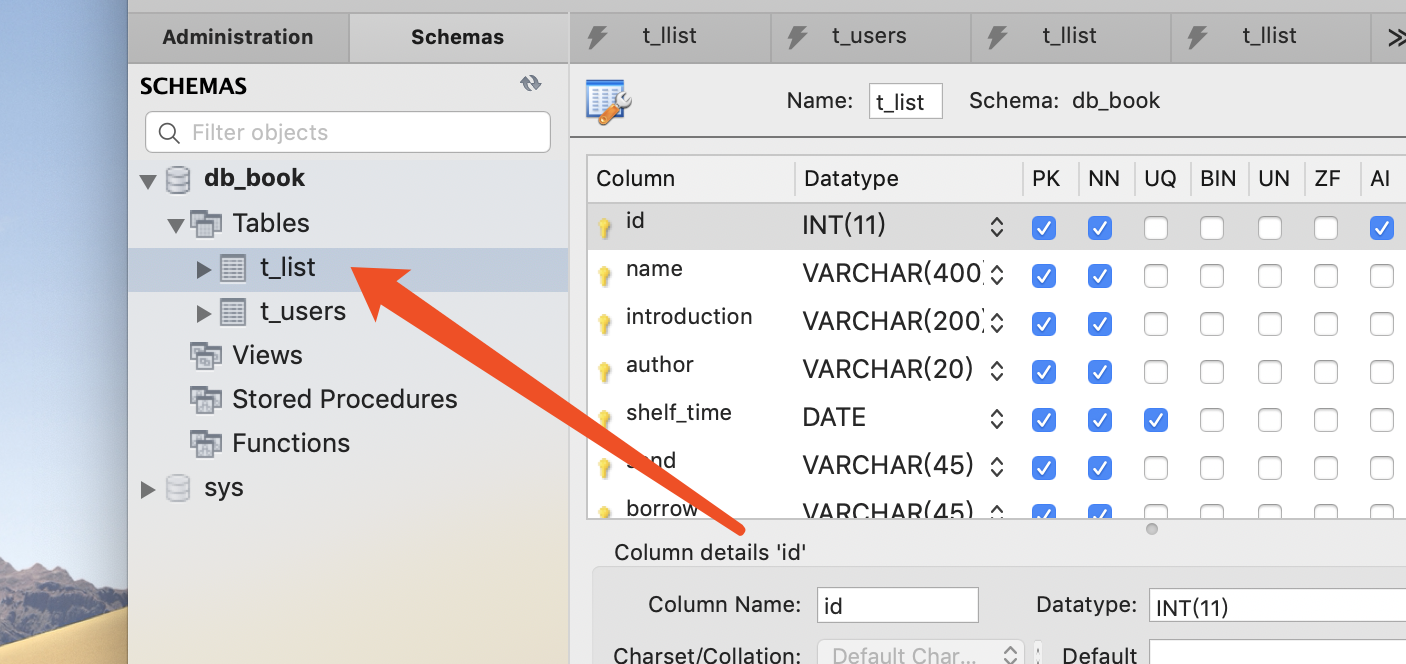 Administration Schemas t_llist t_users t_llist t_llist
SCHEMAS
Filter objects
Name: t_list Schema: db_book
db_book
Tables
t_list
t_users
Views
Stored Procedures
Functions
sys
Column Datatype PK NN UQ BIN UN ZF AI
id INT(11)
name VARCHAR(400)
introduction VARCHAR(200)
author VARCHAR(20)
shelf_time DATE
VARCHAR(45)
borrow VARCHAR(45)
Column details 'id'
Column Name: id Datatype: INT(11)
Charset/Collation: Default Char... Default